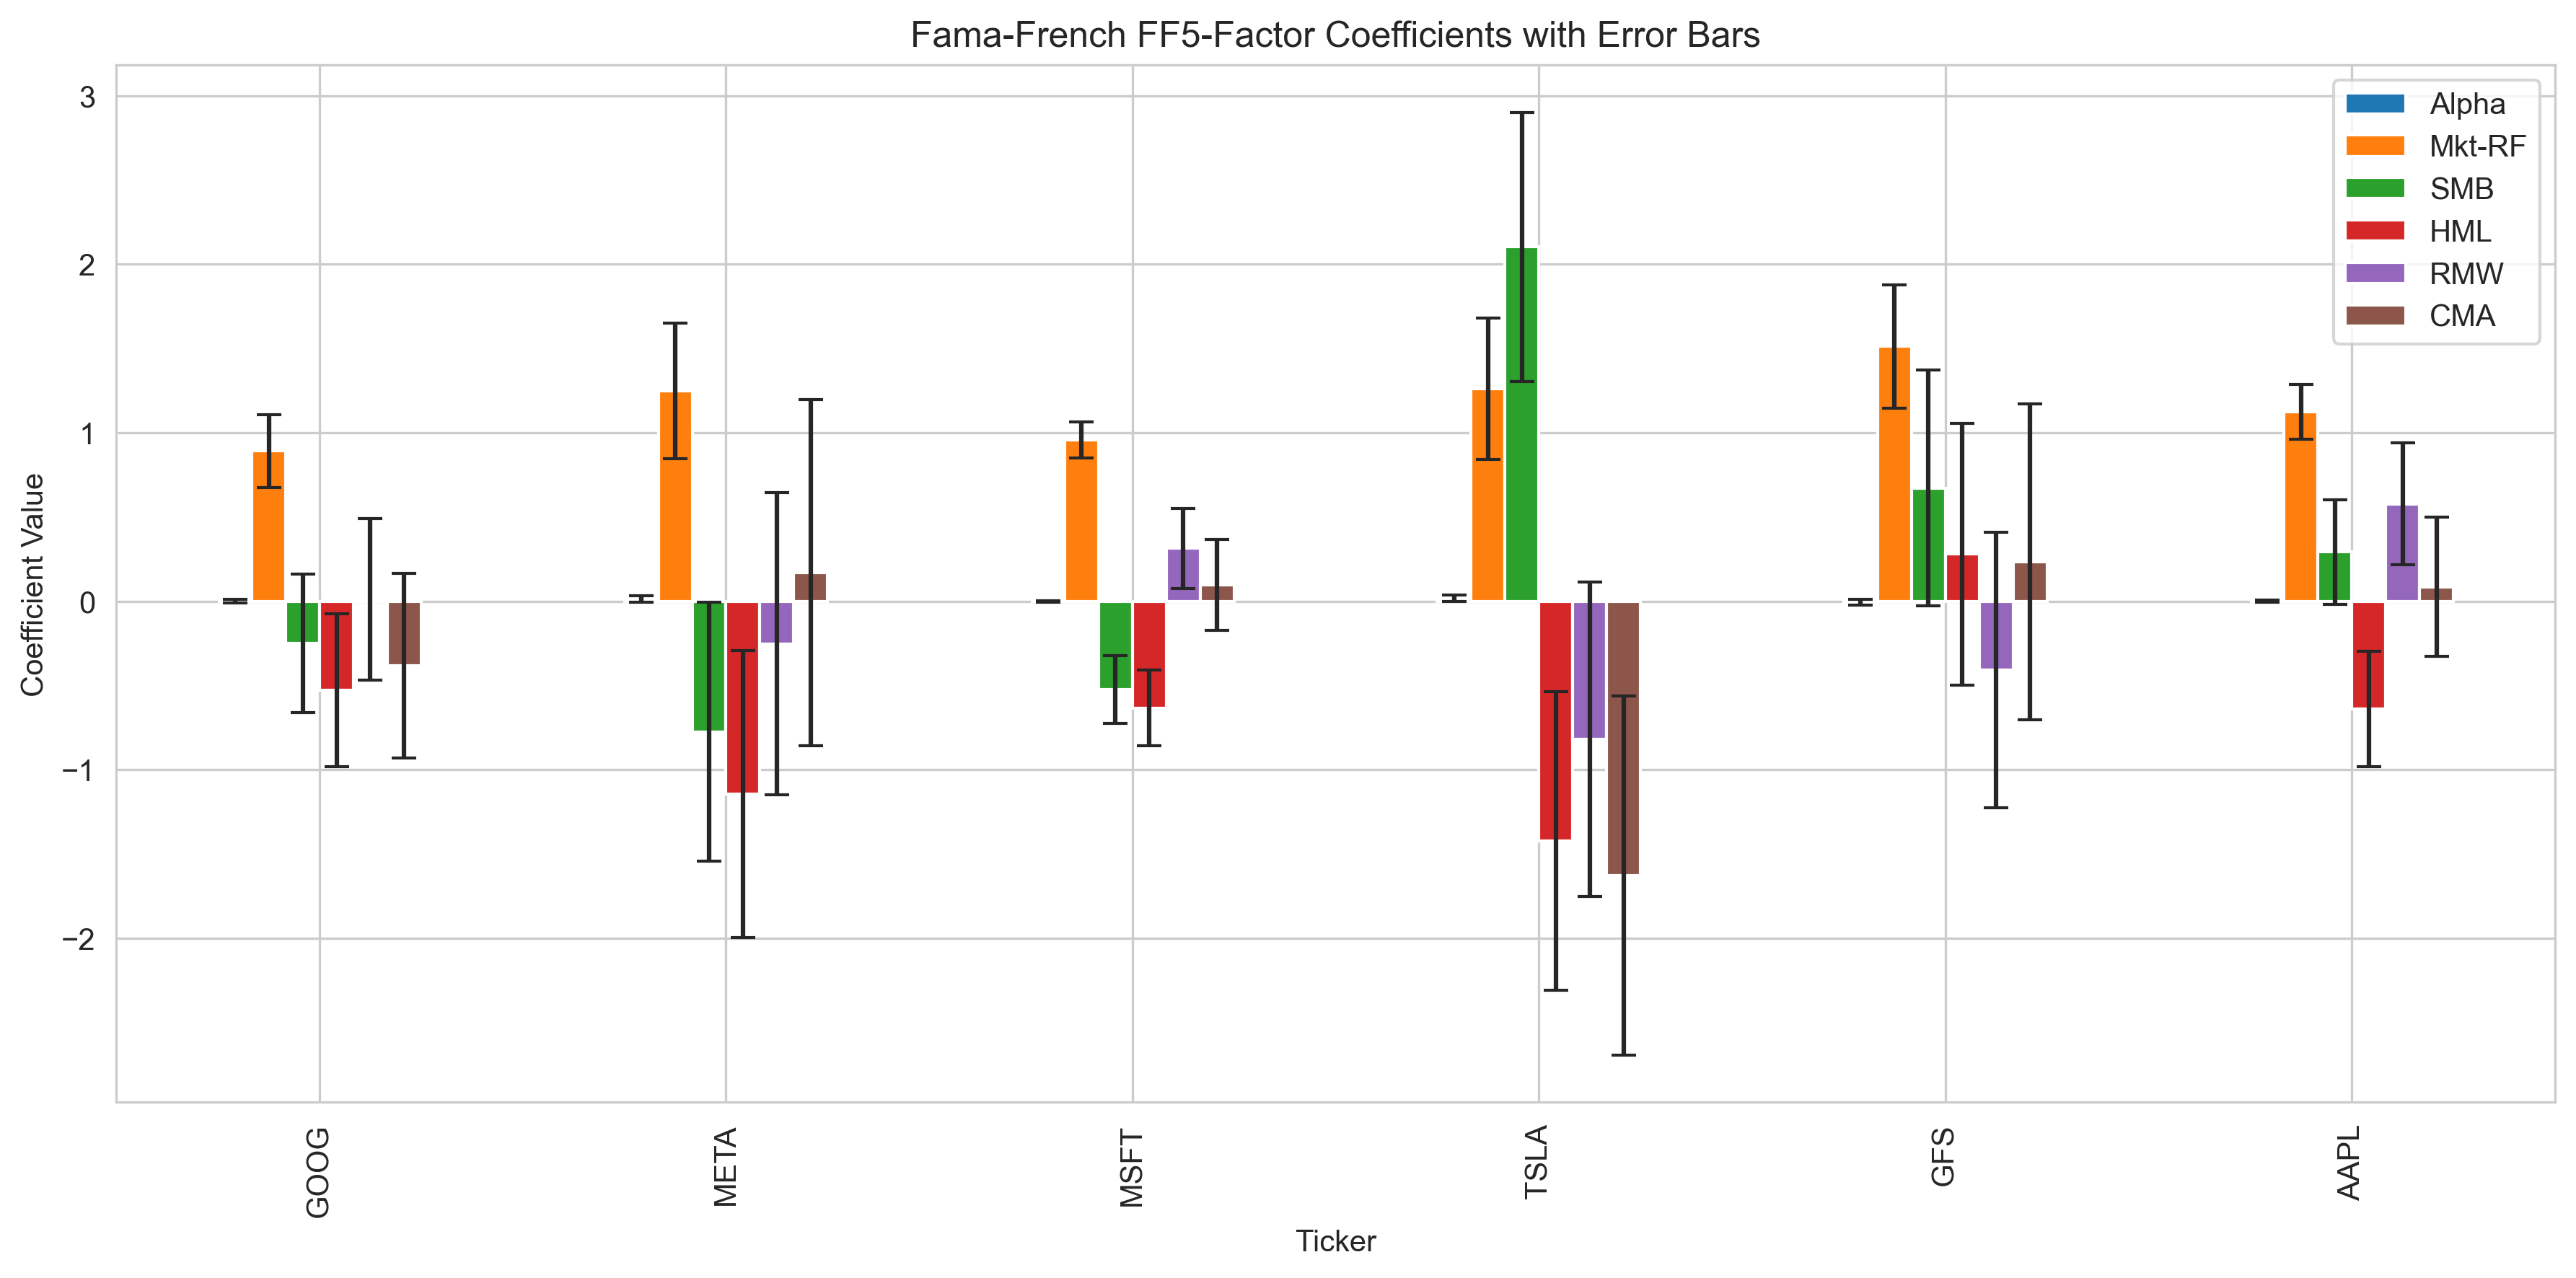 Fama-French FF5-Factor Coefficients with Error Bars
Alpha
Mkt-RF
SMB
HML
RMW
CMA
Coefficient Value
3
2
1
0
−1
−2
GOOG
META
MSFT
TSLA
GFS
AAPL
Ticker